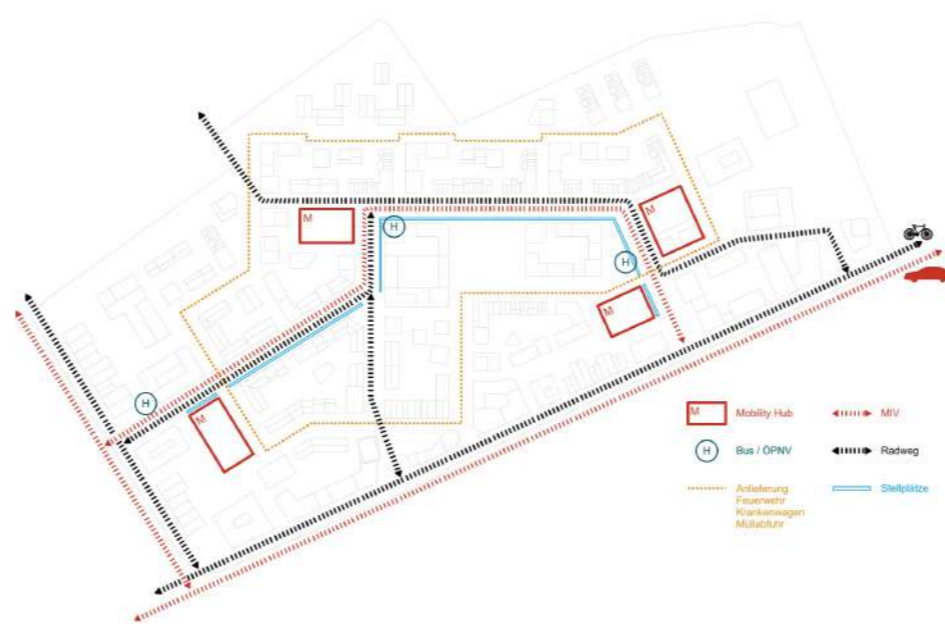 M
H
M
H
M
H
M
M Mobility Hub
MIV
H Bus / ÖPNV
Radweg
Anlieferung
Feuerwehr
Krankenwagen
Müllabfuhr
Stellplätze